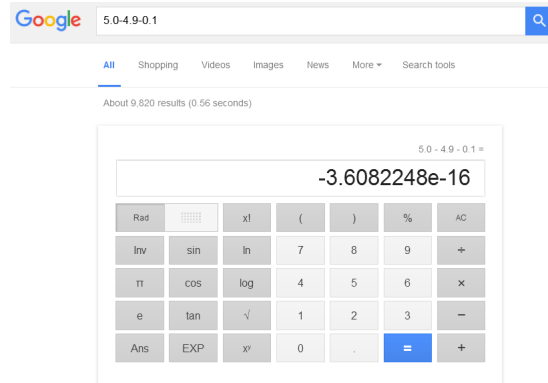 Google 5.0-4.9-0.1
All Shopping Videos Images News More Search tools
About 9,820 results (0.56 seconds)
5.0 - 4.9 - 0.1 =
-3.6082248e-16
Rad x! ( ) % AC
Inv sin ln 7 8 9 ÷
π cos log 4 5 6 ×
e tan √ 1 2 3 −
Ans EXP xʸ 0 . = +